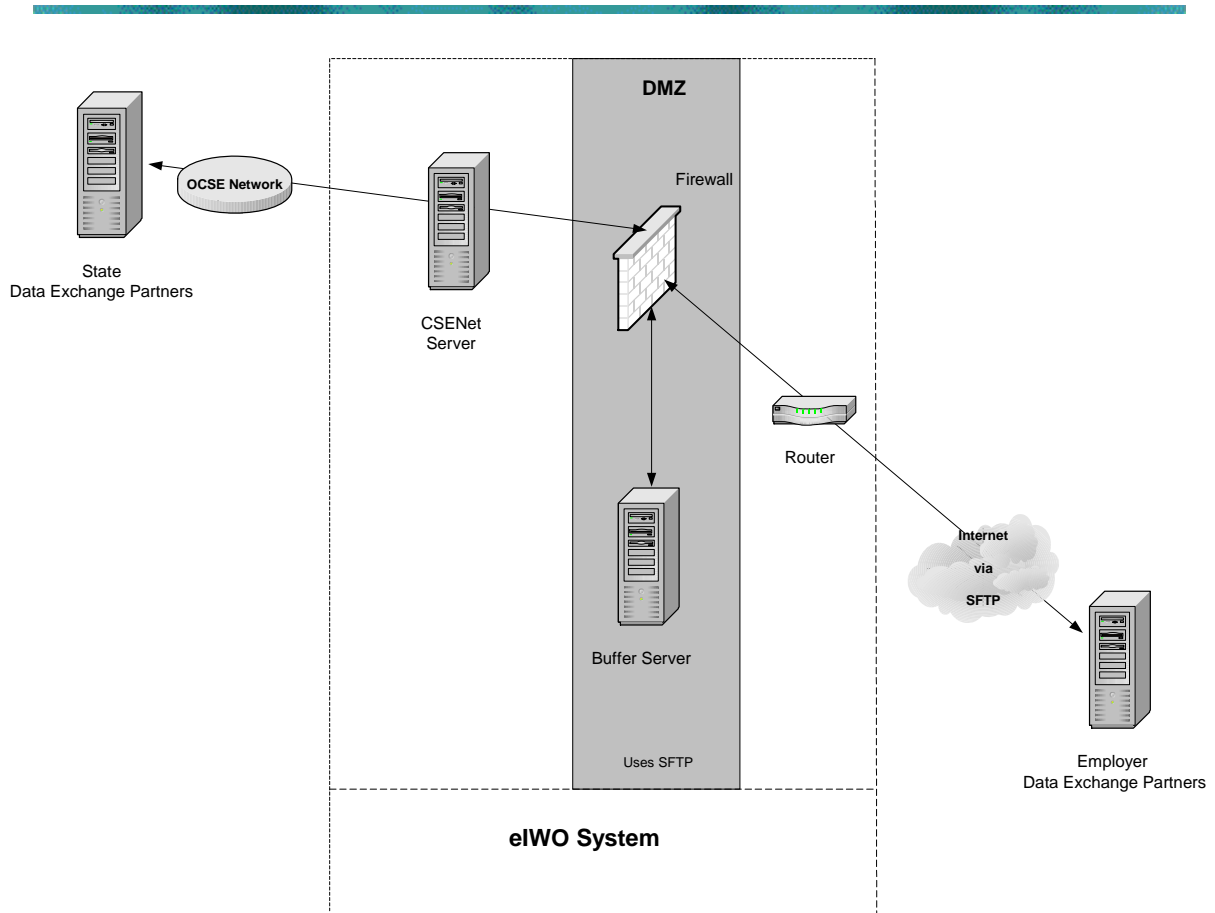 DMZ
Firewall
OCSE Network
State
Data Exchange Partners
CSENet
Server
Router
Internet
via
SFTP
Buffer Server
Uses SFTP
Employer
Data Exchange Partners
eIWO System